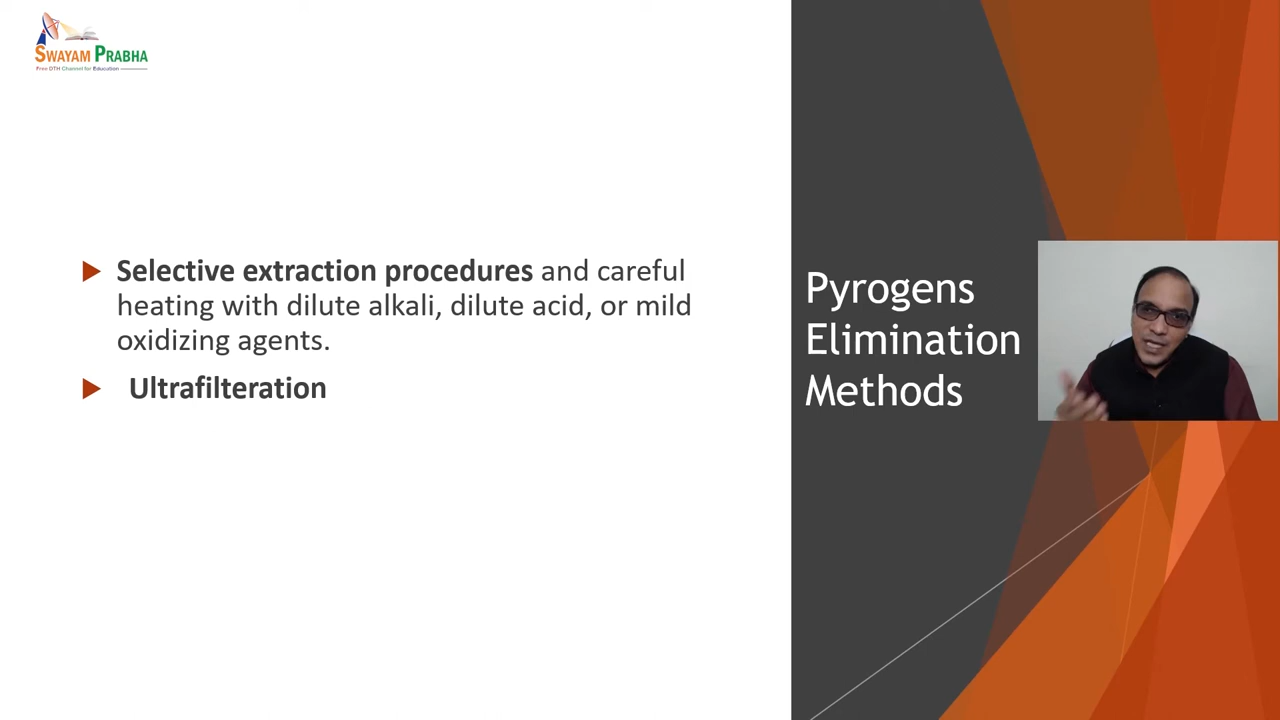 SWAYAM PRABHA
Free DTH Channel for Education
Selective extraction procedures and careful
heating with dilute alkali, dilute acid, or mild
oxidizing agents.
Ultrafilteration
Pyrogens
Elimination
Methods